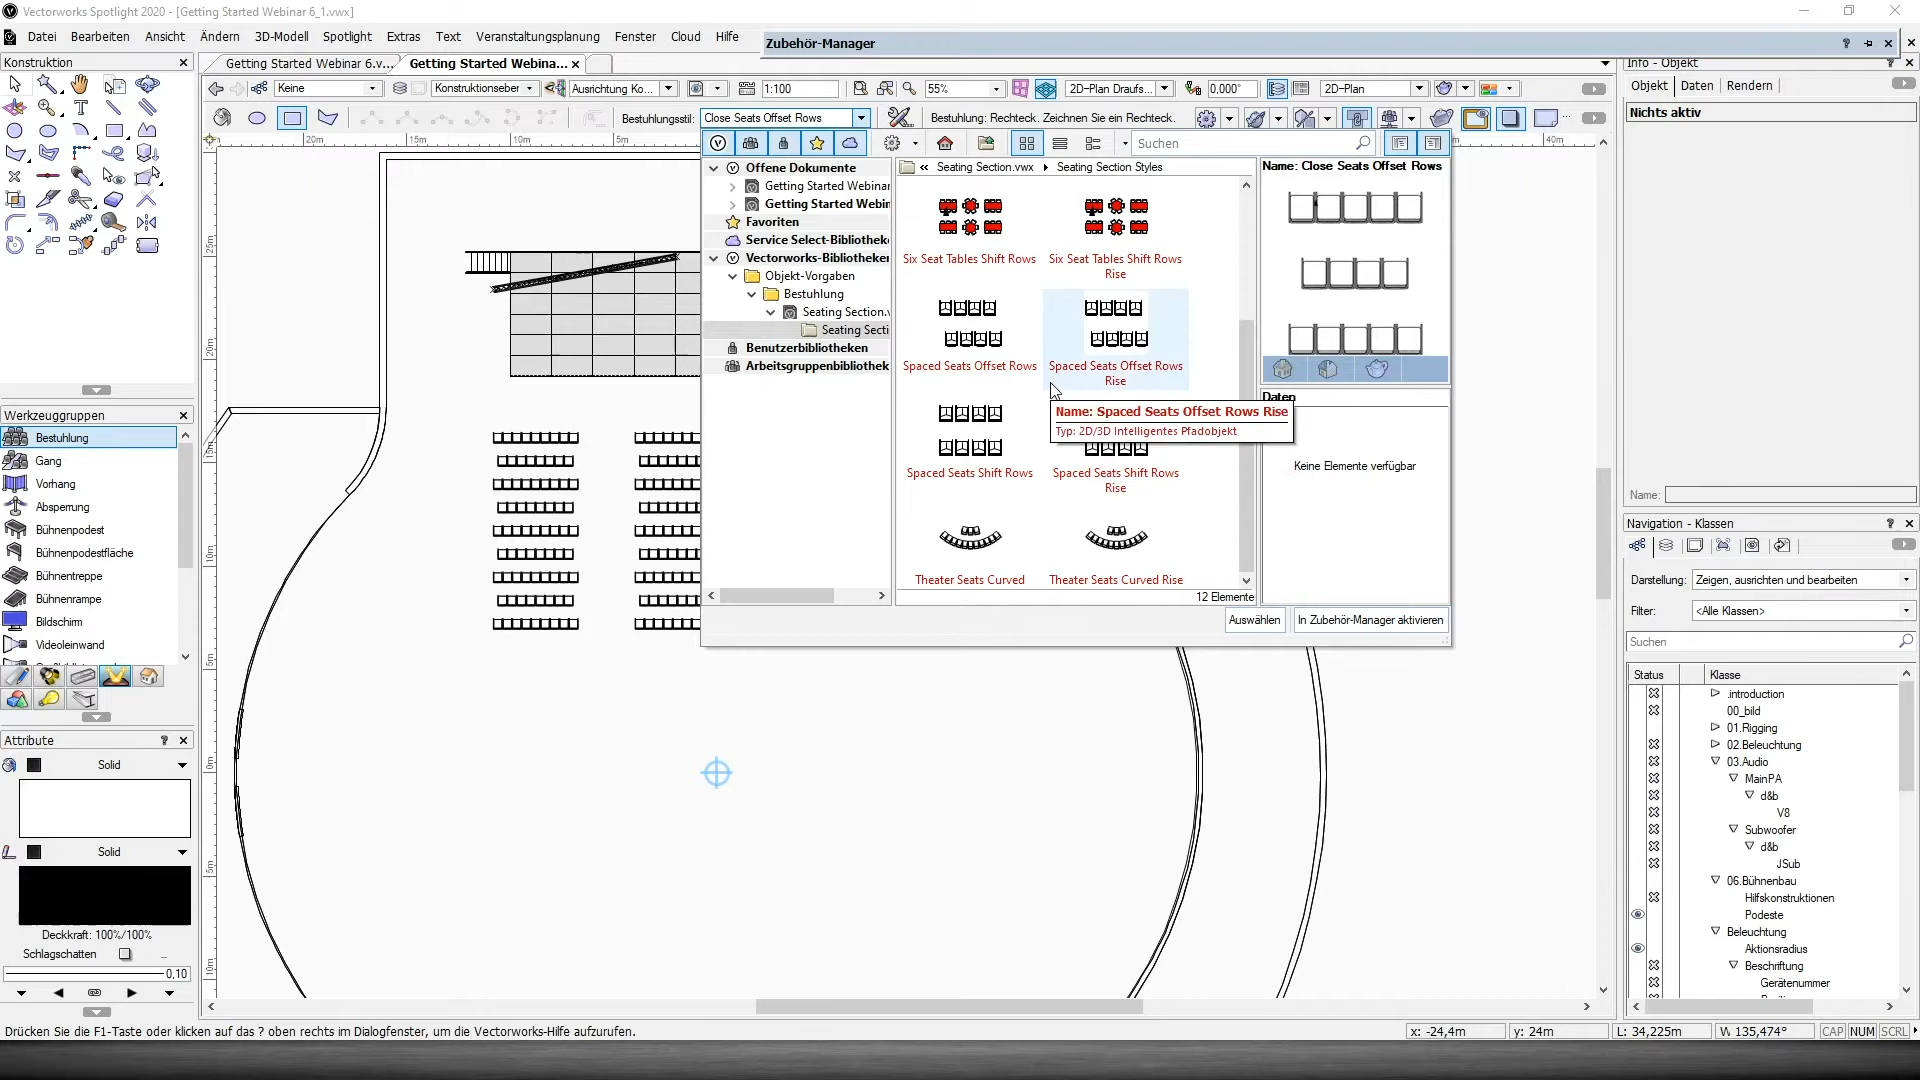 Vectorworks Spotlight 2020 - [Getting Started Webinar 6_1.vwx]
Datei Bearbeiten Ansicht Ändern 3D-Modell Spotlight Extras Text Veranstaltungsplanung Fenster Cloud Hilfe
Zubehör-Manager
Konstruktion
Getting Started Webinar 6.v...
Getting Started Webina...
Info - Objekt
Keine
Konstruktionseber
Ausrichtung Ko...
1:100
55%
2D-Plan Draufs...
0,000°
2D-Plan
Objekt Daten Rendern
Nichts aktiv
Bestuhlungsstil:
Close Seats Offset Rows
Bestuhlung: Rechteck. Zeichnen Sie ein Rechteck.
20m 15m 10m 5m 40m
Suchen
Offene Dokumente
Getting Started Webinar
Getting Started Webin
Favoriten
Service Select-Bibliotheke
Vectorworks-Bibliotheken
Objekt-Vorgaben
Bestuhlung
Seating Section.v
Seating Secti
Benutzerbibliotheken
Arbeitsgruppenbibliothek
Seating Section.vwx
Seating Section Styles
Six Seat Tables Shift Rows
Six Seat Tables Shift Rows
Rise
Spaced Seats Offset Rows
Spaced Seats Offset Rows
Rise
Name: Spaced Seats Offset Rows Rise
Typ: 2D/3D Intelligentes Pfadobjekt
Spaced Seats Shift Rows
Spaced Seats Shift Rows
Rise
Theater Seats Curved
Theater Seats Curved Rise
12 Elemente
Name: Close Seats Offset Rows
Daten
Keine Elemente verfügbar
Auswählen
In Zubehör-Manager aktivieren
Werkzeuggruppen
Bestuhlung
Gang
Vorhang
Absperrung
Bühnenpodest
Bühnenpodestfläche
Bühnentreppe
Bühnenrampe
Bildschirm
Videoleinwand
25m
20m
15m
10m
5m
0m
5m
10m
Attribute
Solid
Solid
Deckkraft: 100%/100%
Schlagschatten
0,10
Name:
Navigation - Klassen
Darstellung:
Zeigen, ausrichten und bearbeiten
Filter:
<Alle Klassen>
Suchen
Status
Klasse
.introduction
00_bild
01.Rigging
02.Beleuchtung
03.Audio
MainPA
d&b
V8
Subwoofer
d&b
JSub
06.Bühnenbau
Hilfskonstruktionen
Podeste
Beleuchtung
Aktionsradius
Beschriftung
Gerätenummer
Drücken Sie die F1-Taste oder klicken auf das ? oben rechts im Dialogfenster, um die Vectorworks-Hilfe aufzurufen.
x: -24,4m
y: 24m
L: 34,225m
W 135,474°
CAP NUM SCRL